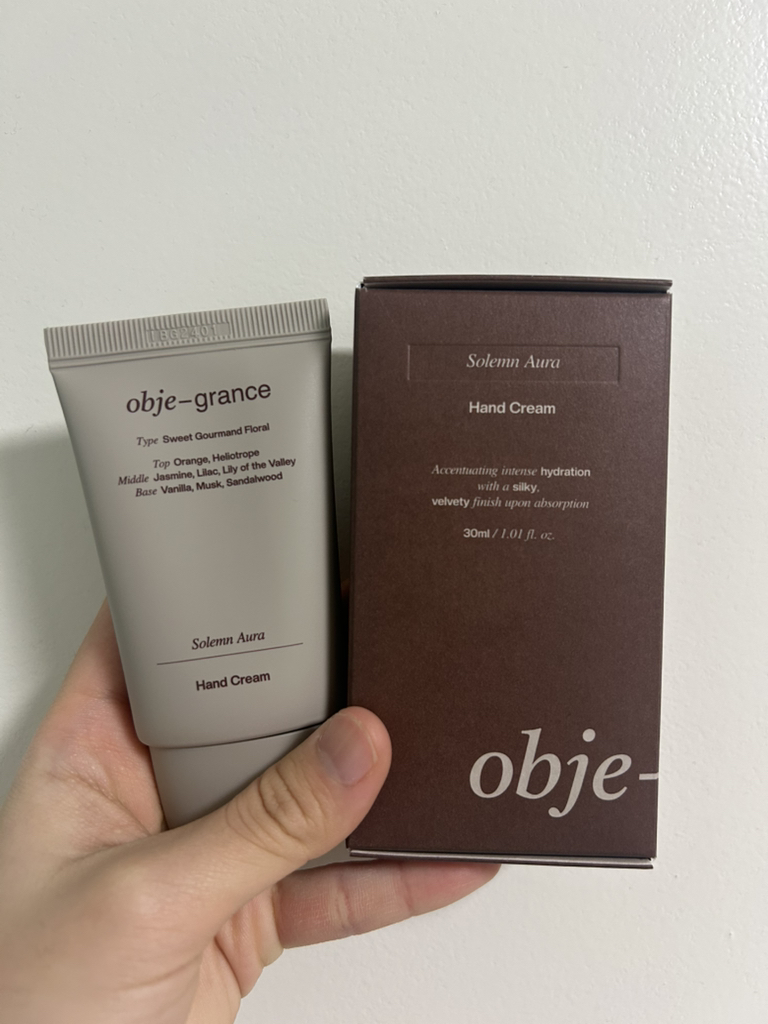 obje-grance
Type Sweet Gourmand Floral
Top Orange, Heliotrope
Middle Jasmine, Lilac, Lily of the Valley
Base Vanilla, Musk, Sandalwood
Solemn Aura
Hand Cream
Solemn Aura
Hand Cream
Accentuating intense hydration
with a silky,
velvety finish upon absorption
30ml / 1.01 fl. oz.
obje-